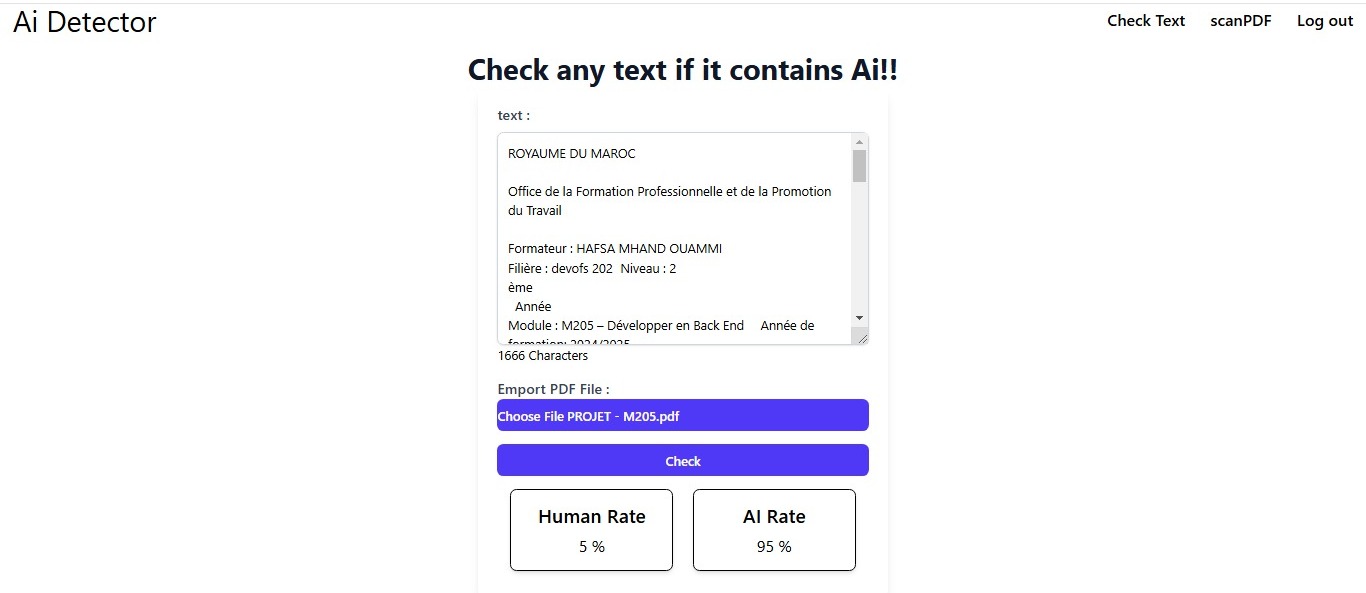 Ai Detector
Check Text scanPDF Log out
Check any text if it contains Ai!!
text :
ROYAUME DU MAROC
Office de la Formation Professionnelle et de la Promotion
du Travail
Formateur : HAFSA MHAND OUAMMI
Filière : devofs 202 Niveau : 2
ème
Année
Module : M205 – Développer en Back End Année de
formation: 2024/2025
1666 Characters
Emport PDF File :
Choose File PROJET - M205.pdf
Check
Human Rate
5 %
AI Rate
95 %